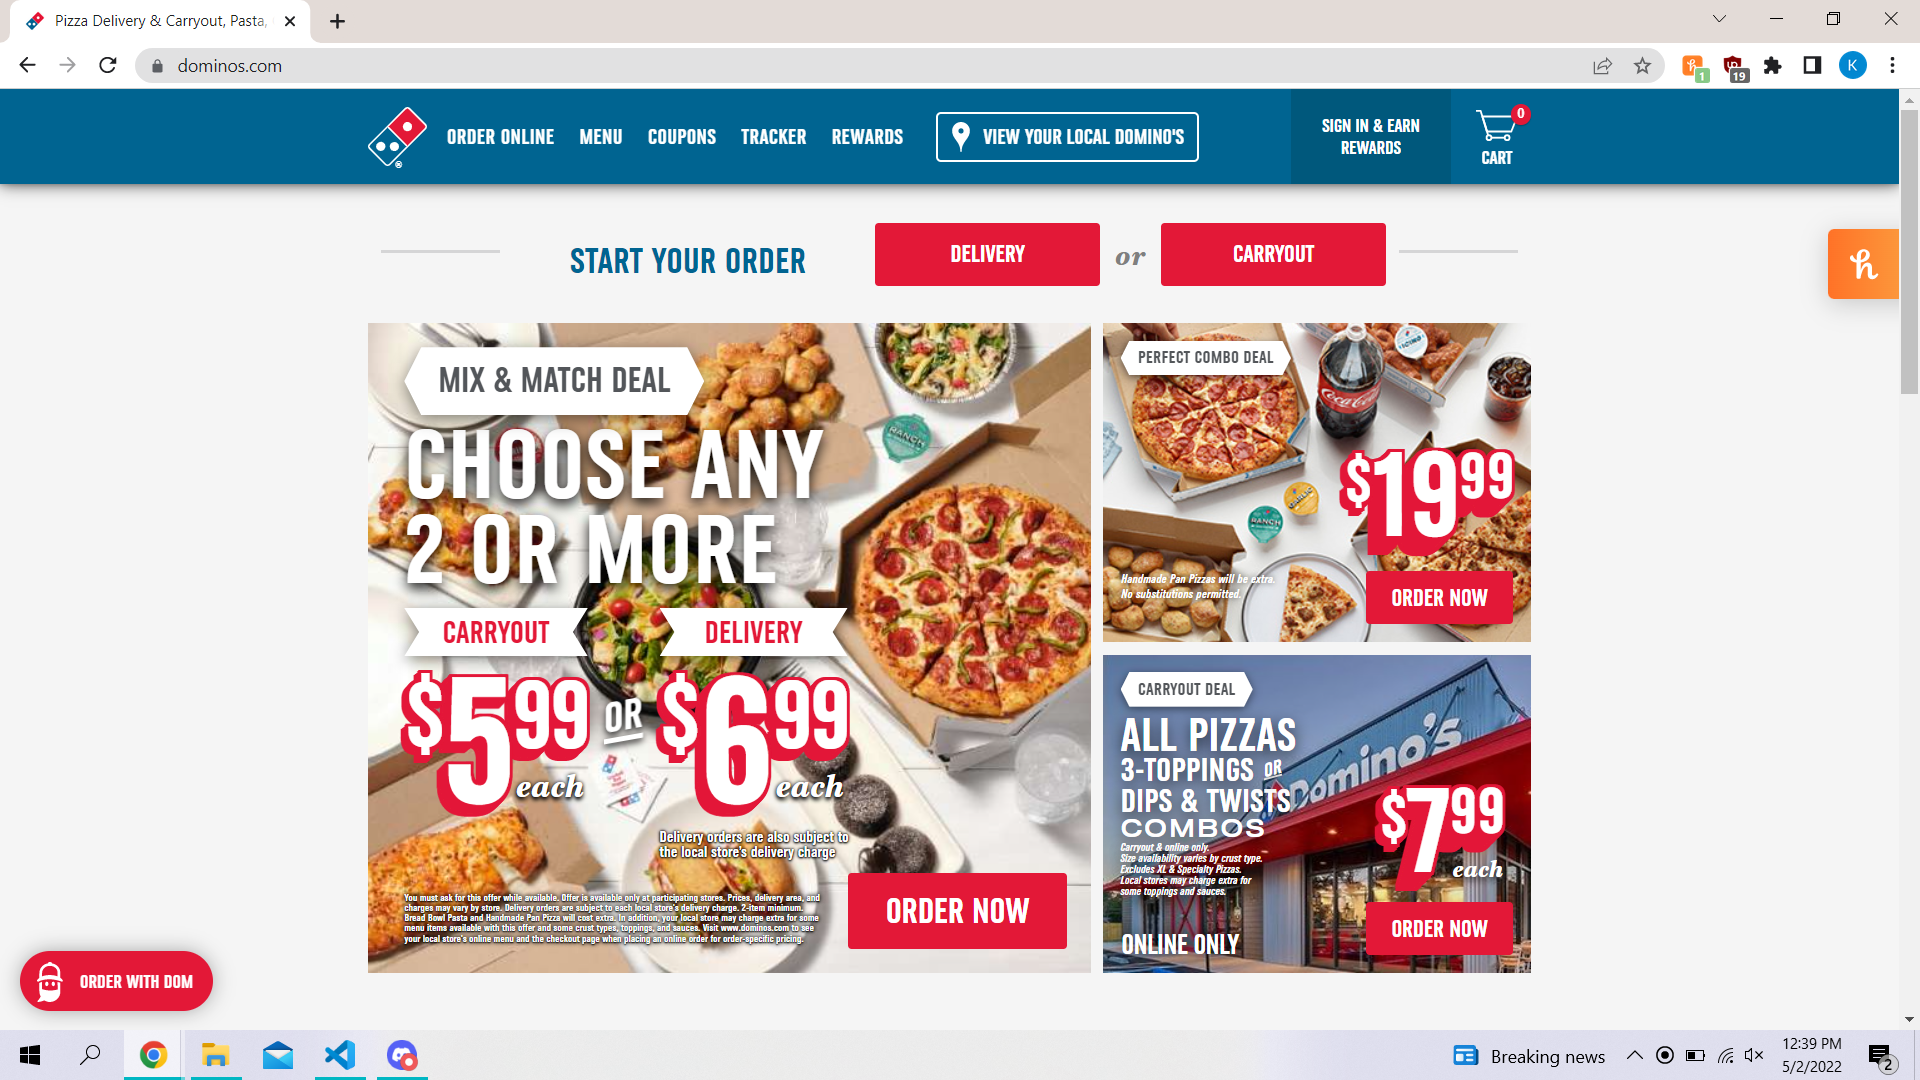 Pizza Delivery & Carryout, Pasta,
dominos.com
1
19
K
ORDER ONLINE
MENU
COUPONS
TRACKER
REWARDS
VIEW YOUR LOCAL DOMINO'S
SIGN IN & EARN
REWARDS
0
CART
START YOUR ORDER
DELIVERY
or
CARRYOUT
MIX & MATCH DEAL
CHOOSE ANY
2 OR MORE
CARRYOUT
DELIVERY
$5 99
each
OR
$6 99
each
Delivery orders are also subject to
the local store's delivery charge
You must ask for this offer while available. Offer is available only at participating stores. Prices, delivery area, and
charges may vary by store. Delivery orders are subject to each local store's delivery charge. 2-item minimum.
Bread Bowl Pasta and Handmade Pan Pizza will cost extra. In addition, your local store may charge extra for some
menu items available with this offer and some crust types, toppings, and sauces. Visit www.dominos.com to see
your local store's online menu and the checkout page when placing an online order for order-specific pricing.
ORDER NOW
RANCH
PERFECT COMBO DEAL
Coca-Cola
RANCH
GARLIC
$19 99
Handmade Pan Pizzas will be extra.
No substitutions permitted.
ORDER NOW
CARRYOUT DEAL
ALL PIZZAS
3-TOPPINGS OR
DIPS & TWISTS
COMBOS
Carryout & online only.
Size availability varies by crust type.
Excludes XL & Specialty Pizzas.
Local stores may charge extra for
some toppings and sauces.
ONLINE ONLY
Domino's
$7 99
each
ORDER NOW
ORDER WITH DOM
Breaking news
12:39 PM
5/2/2022
2